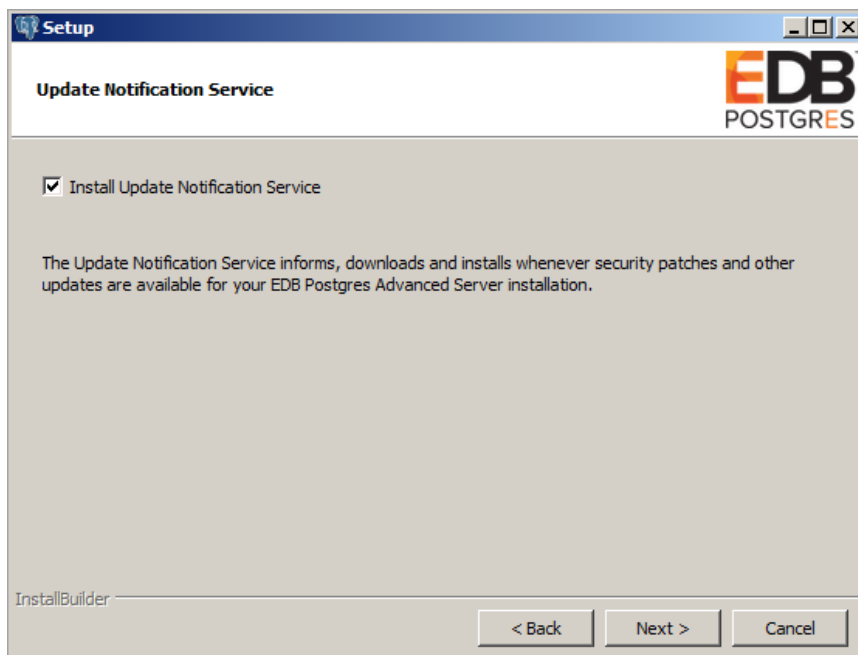 Setup
Update Notification Service
EDB
POSTGRES
Install Update Notification Service
The Update Notification Service informs, downloads and installs whenever security patches and other
updates are available for your EDB Postgres Advanced Server installation.
InstallBuilder
< Back
Next >
Cancel